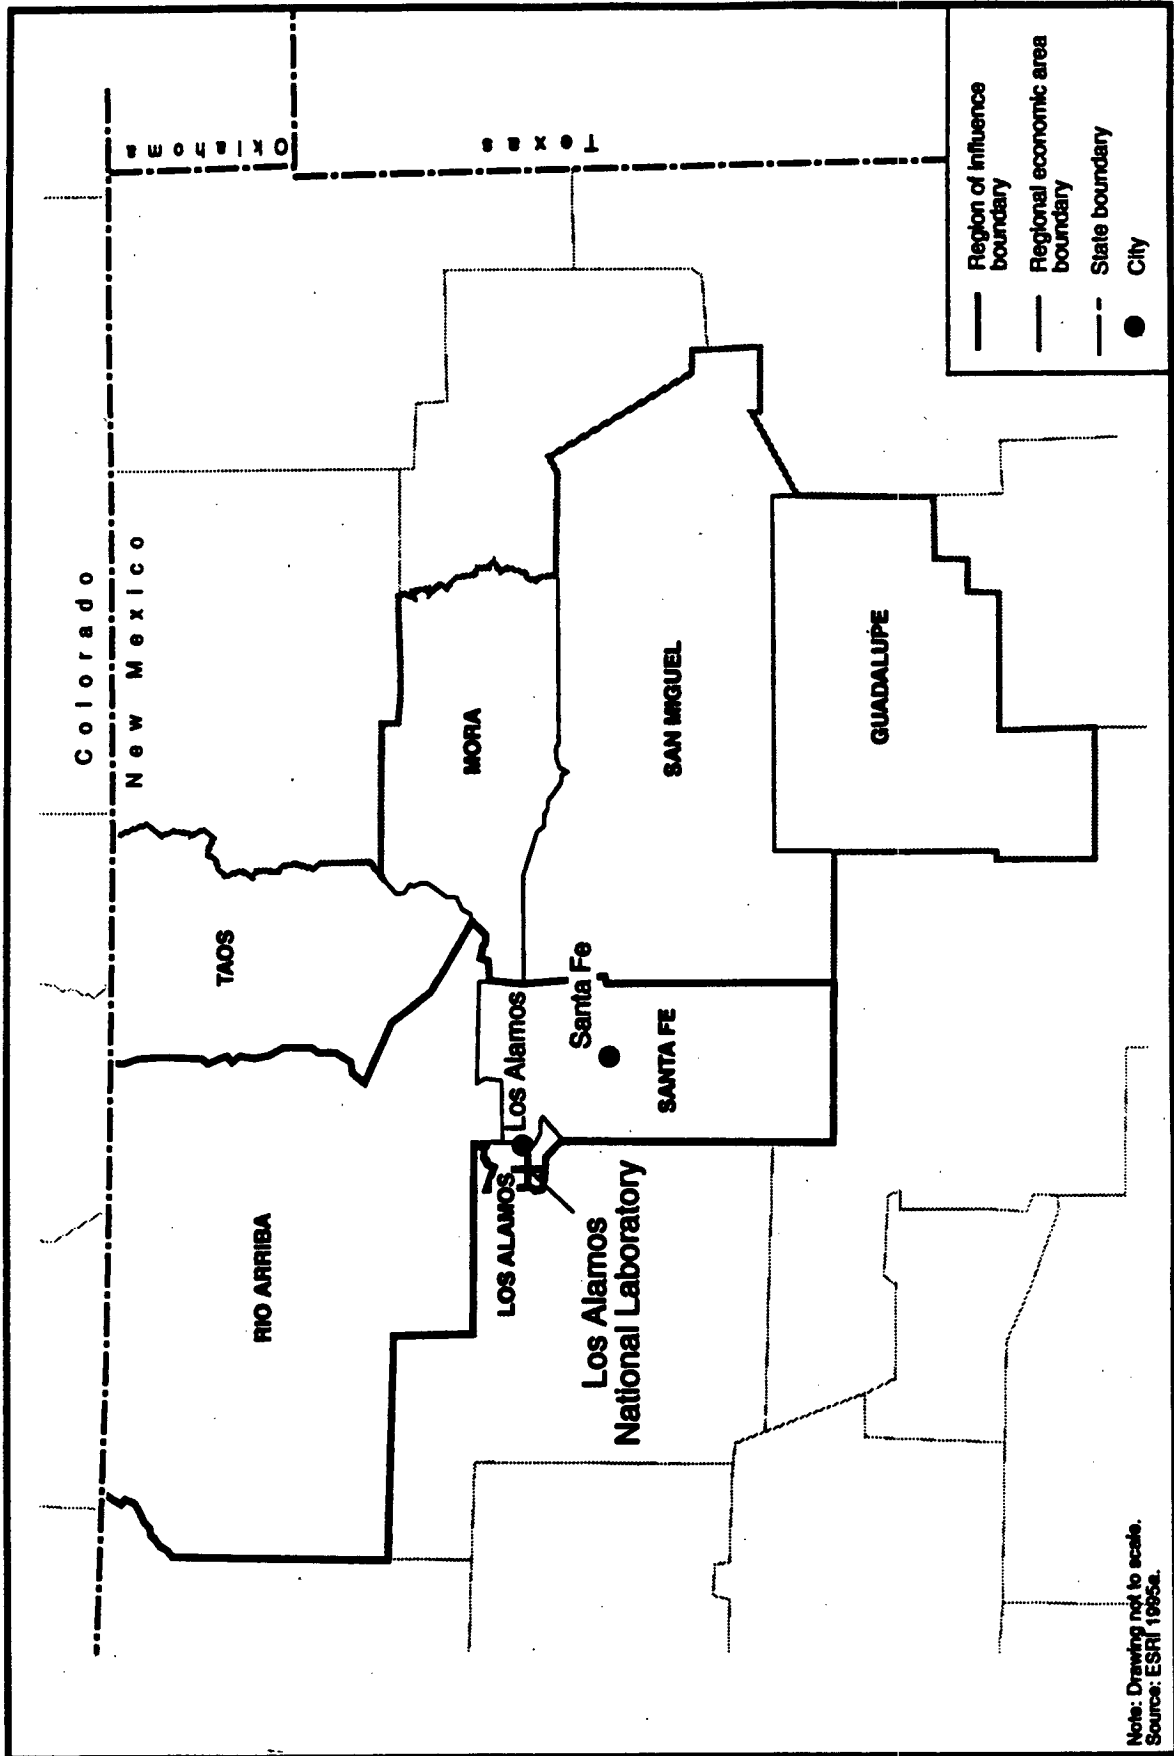 Colorado
New Mexico
Oklahoma
Texas
TAOS
RIO ARRIBA
MORA
LOS ALAMOS
Los Alamos
Santa Fe
Los Alamos
National Laboratory
SANTA FE
SAN MIGUEL
GUADALUPE
Region of influence
boundary
Regional economic area
boundary
State boundary
City
Note: Drawing not to scale.
Source: ESRI 1995a.